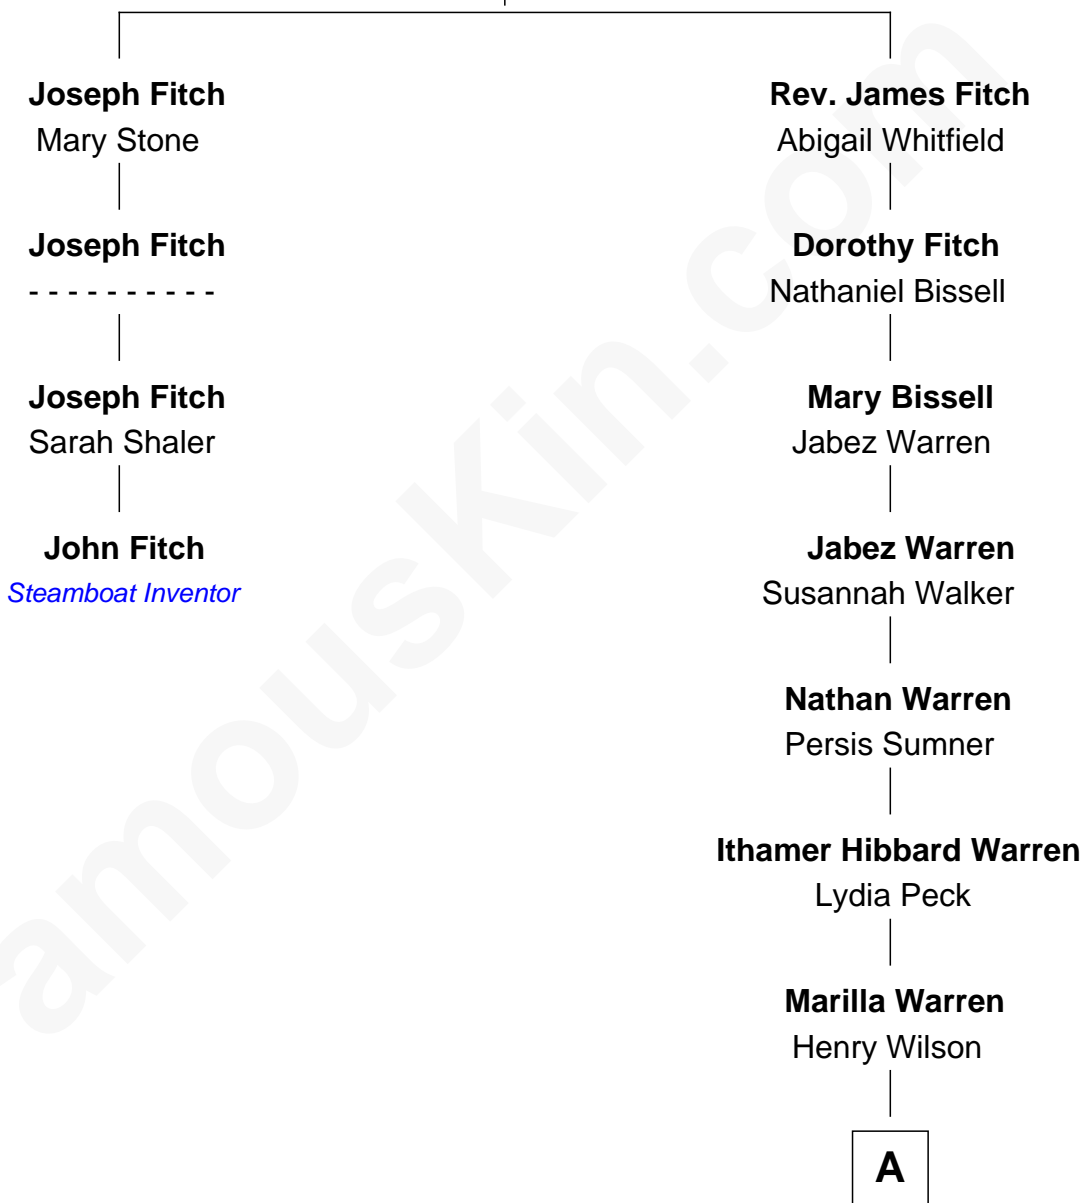 Joseph Fitch
Mary Stone
Joseph Fitch
- - - - - - - - - -
Joseph Fitch
Sarah Shaler
John Fitch
Steamboat Inventor
Rev. James Fitch
Abigail Whitfield
Dorothy Fitch
Nathaniel Bissell
Mary Bissell
Jabez Warren
Jabez Warren
Susannah Walker
Nathan Warren
Persis Sumner
Ithamer Hibbard Warren
Lydia Peck
Marilla Warren
Henry Wilson
A
amousKin.com